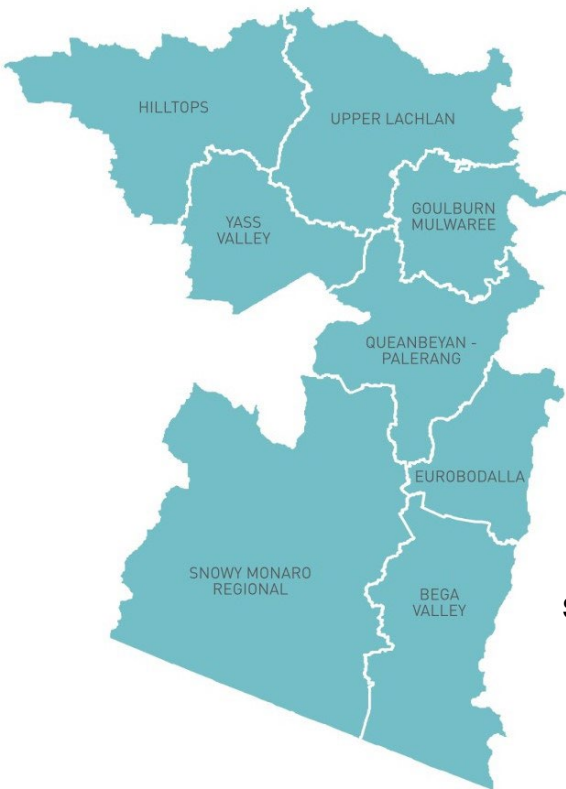 HILLTOPS
UPPER LACHLAN
YASS
VALLEY
GOULBURN
MULWAREE
QUEANBEYAN -
PALERANG
EUROBODALLA
SNOWY MONARO
REGIONAL
BEGA
VALLEY